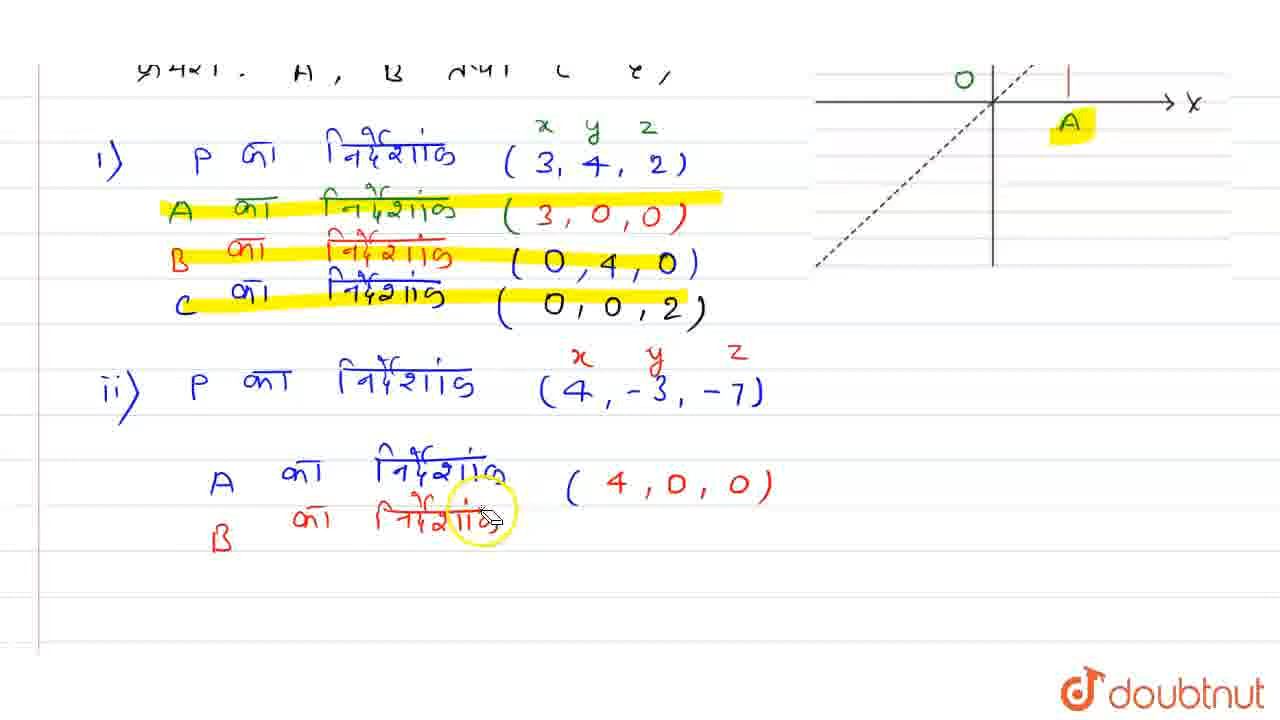 A, B तथा C है,
O
X
A
x y z
i) P का निर्देशांक (3, 4, 2)
A का निर्देशांक (3, 0, 0)
B का निर्देशांक (0, 4, 0)
C का निर्देशांक (0, 0, 2)
x y z
ii) P का निर्देशांक (4, -3, -7)
A का निर्देशांक (4, 0, 0)
B का निर्देशांक
doubtnut